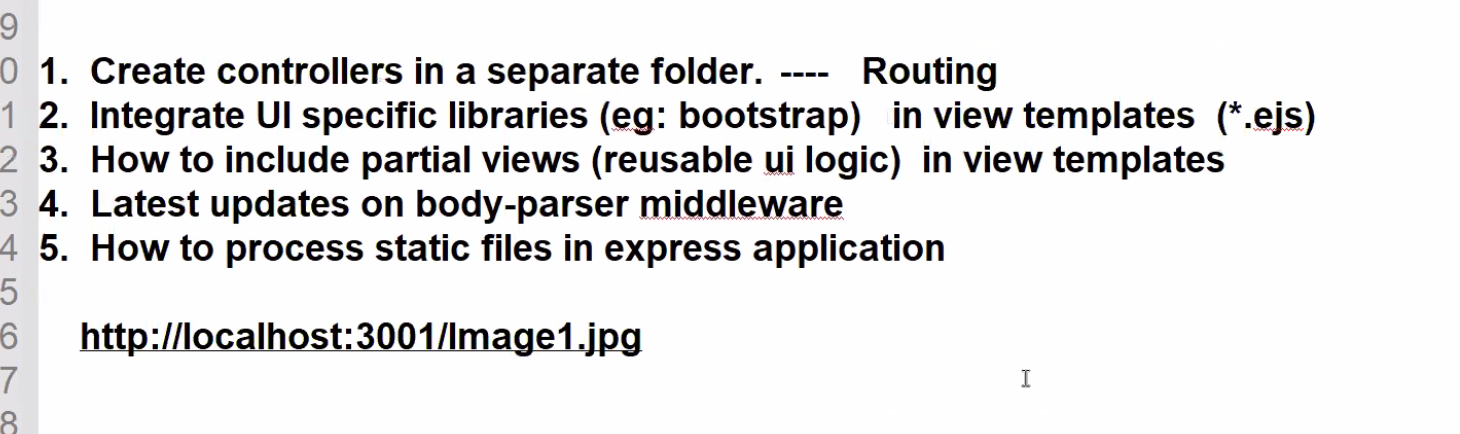 9
0 1. Create controllers in a separate folder. ---- Routing
1 2. Integrate UI specific libraries (eg: bootstrap) in view templates (*.ejs)
2 3. How to include partial views (reusable ui logic) in view templates
3 4. Latest updates on body-parser middleware
4 5. How to process static files in express application
5
6 http://localhost:3001/Image1.jpg
7
8